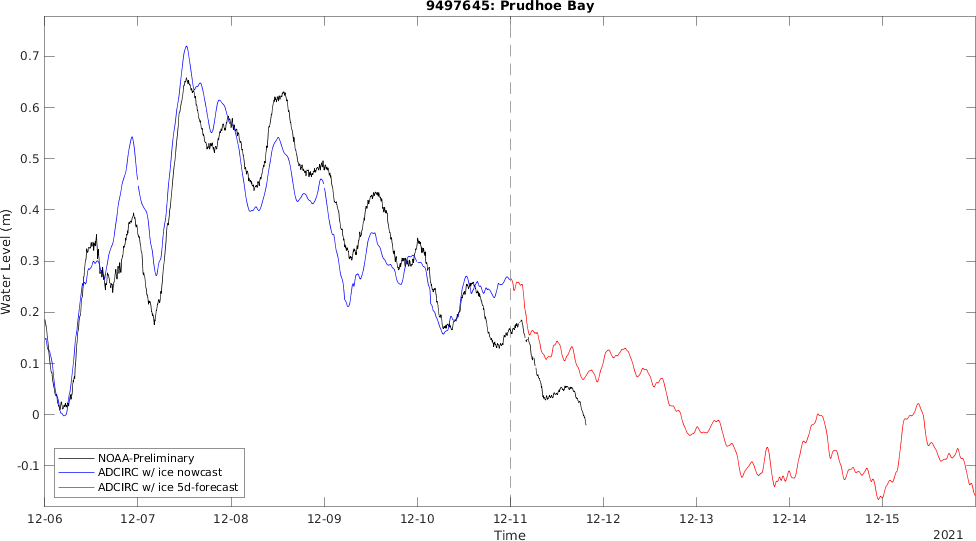 9497645: Prudhoe Bay
Water Level (m)
0.7
0.6
0.5
0.4
0.3
0.2
0.1
0
-0.1
NOAA-Preliminary
ADCIRC w/ ice nowcast
ADCIRC w/ ice 5d-forecast
12-06 12-07 12-08 12-09 12-10 12-11 12-12 12-13 12-14 12-15
Time
2021